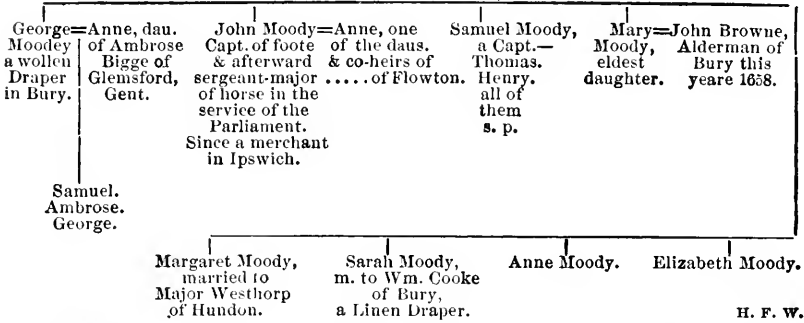 George=Anne, dau.
Moodey of Ambrose
a wollen Bigge of
Draper Glemsford,
in Bury. Gent.
John Moody=Anne, one
Capt. of foote of the daus.
& afterward & co-heirs of
sergeant-major ..... of Flowton.
of horse in the
service of the
Parliament.
Since a merchant
in Ipswich.
Samuel Moody,
a Capt.—
Thomas.
Henry.
all of
them
s. p.
Mary=John Browne,
Moody, Alderman of
eldest Bury this
daughter. yeare 1658.
Samuel.
Ambrose.
George.
Margaret Moody,
married to
Major Westhorp
of Hundon.
Sarah Moody,
m. to Wm. Cooke
of Bury,
a Linen Draper.
Anne Moody.
Elizabeth Moody.
H. F. W.